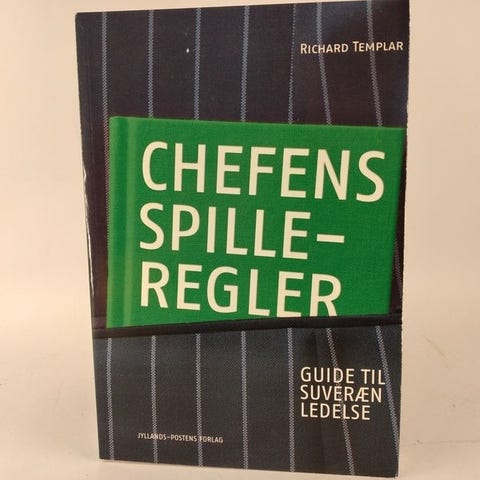 RICHARD TEMPLAR
CHEFENS
SPILLE-
REGLER
GUIDE TIL
SUVERÆN
LEDELSE
JYLLANDS-POSTENS FORLAG